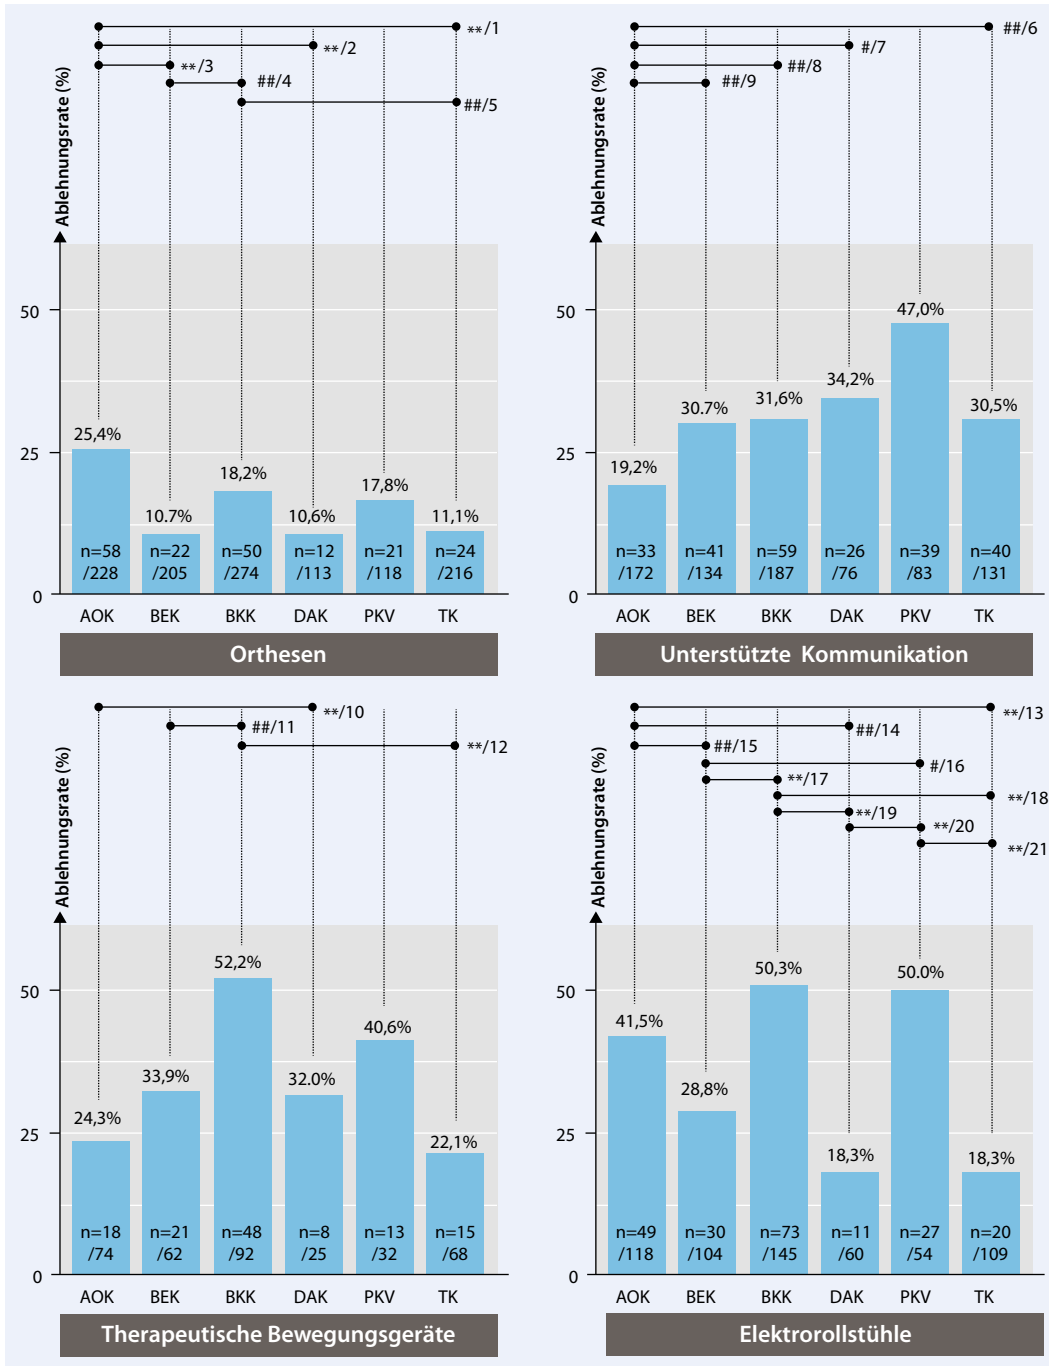 **/1
**/2
**/3
##/4
##/5
Ablehnungsrate (%)
50
25
0
25,4%
10.7%
18,2%
10,6%
17,8%
11,1%
n=58 /228
n=22 /205
n=50 /274
n=12 /113
n=21 /118
n=24 /216
AOK BEK BKK DAK PKV TK
Orthesen
##/6
#/7
##/8
##/9
Ablehnungsrate (%)
50
25
0
19,2%
30.7%
31,6%
34,2%
47,0%
30,5%
n=33 /172
n=41 /134
n=59 /187
n=26 /76
n=39 /83
n=40 /131
AOK BEK BKK DAK PKV TK
Unterstützte Kommunikation
**/10
##/11
**/12
Ablehnungsrate (%)
50
25
0
24,3%
33,9%
52,2%
32.0%
40,6%
22,1%
n=18 /74
n=21 /62
n=48 /92
n=8 /25
n=13 /32
n=15 /68
AOK BEK BKK DAK PKV TK
Therapeutische Bewegungsgeräte
**/13
##/14
##/15
#/16
**/17
**/18
**/19
**/20
**/21
Ablehnungsrate (%)
50
25
0
41,5%
28,8%
50,3%
18,3%
50.0%
18,3%
n=49 /118
n=30 /104
n=73 /145
n=11 /60
n=27 /54
n=20 /109
AOK BEK BKK DAK PKV TK
Elektrorollstühle